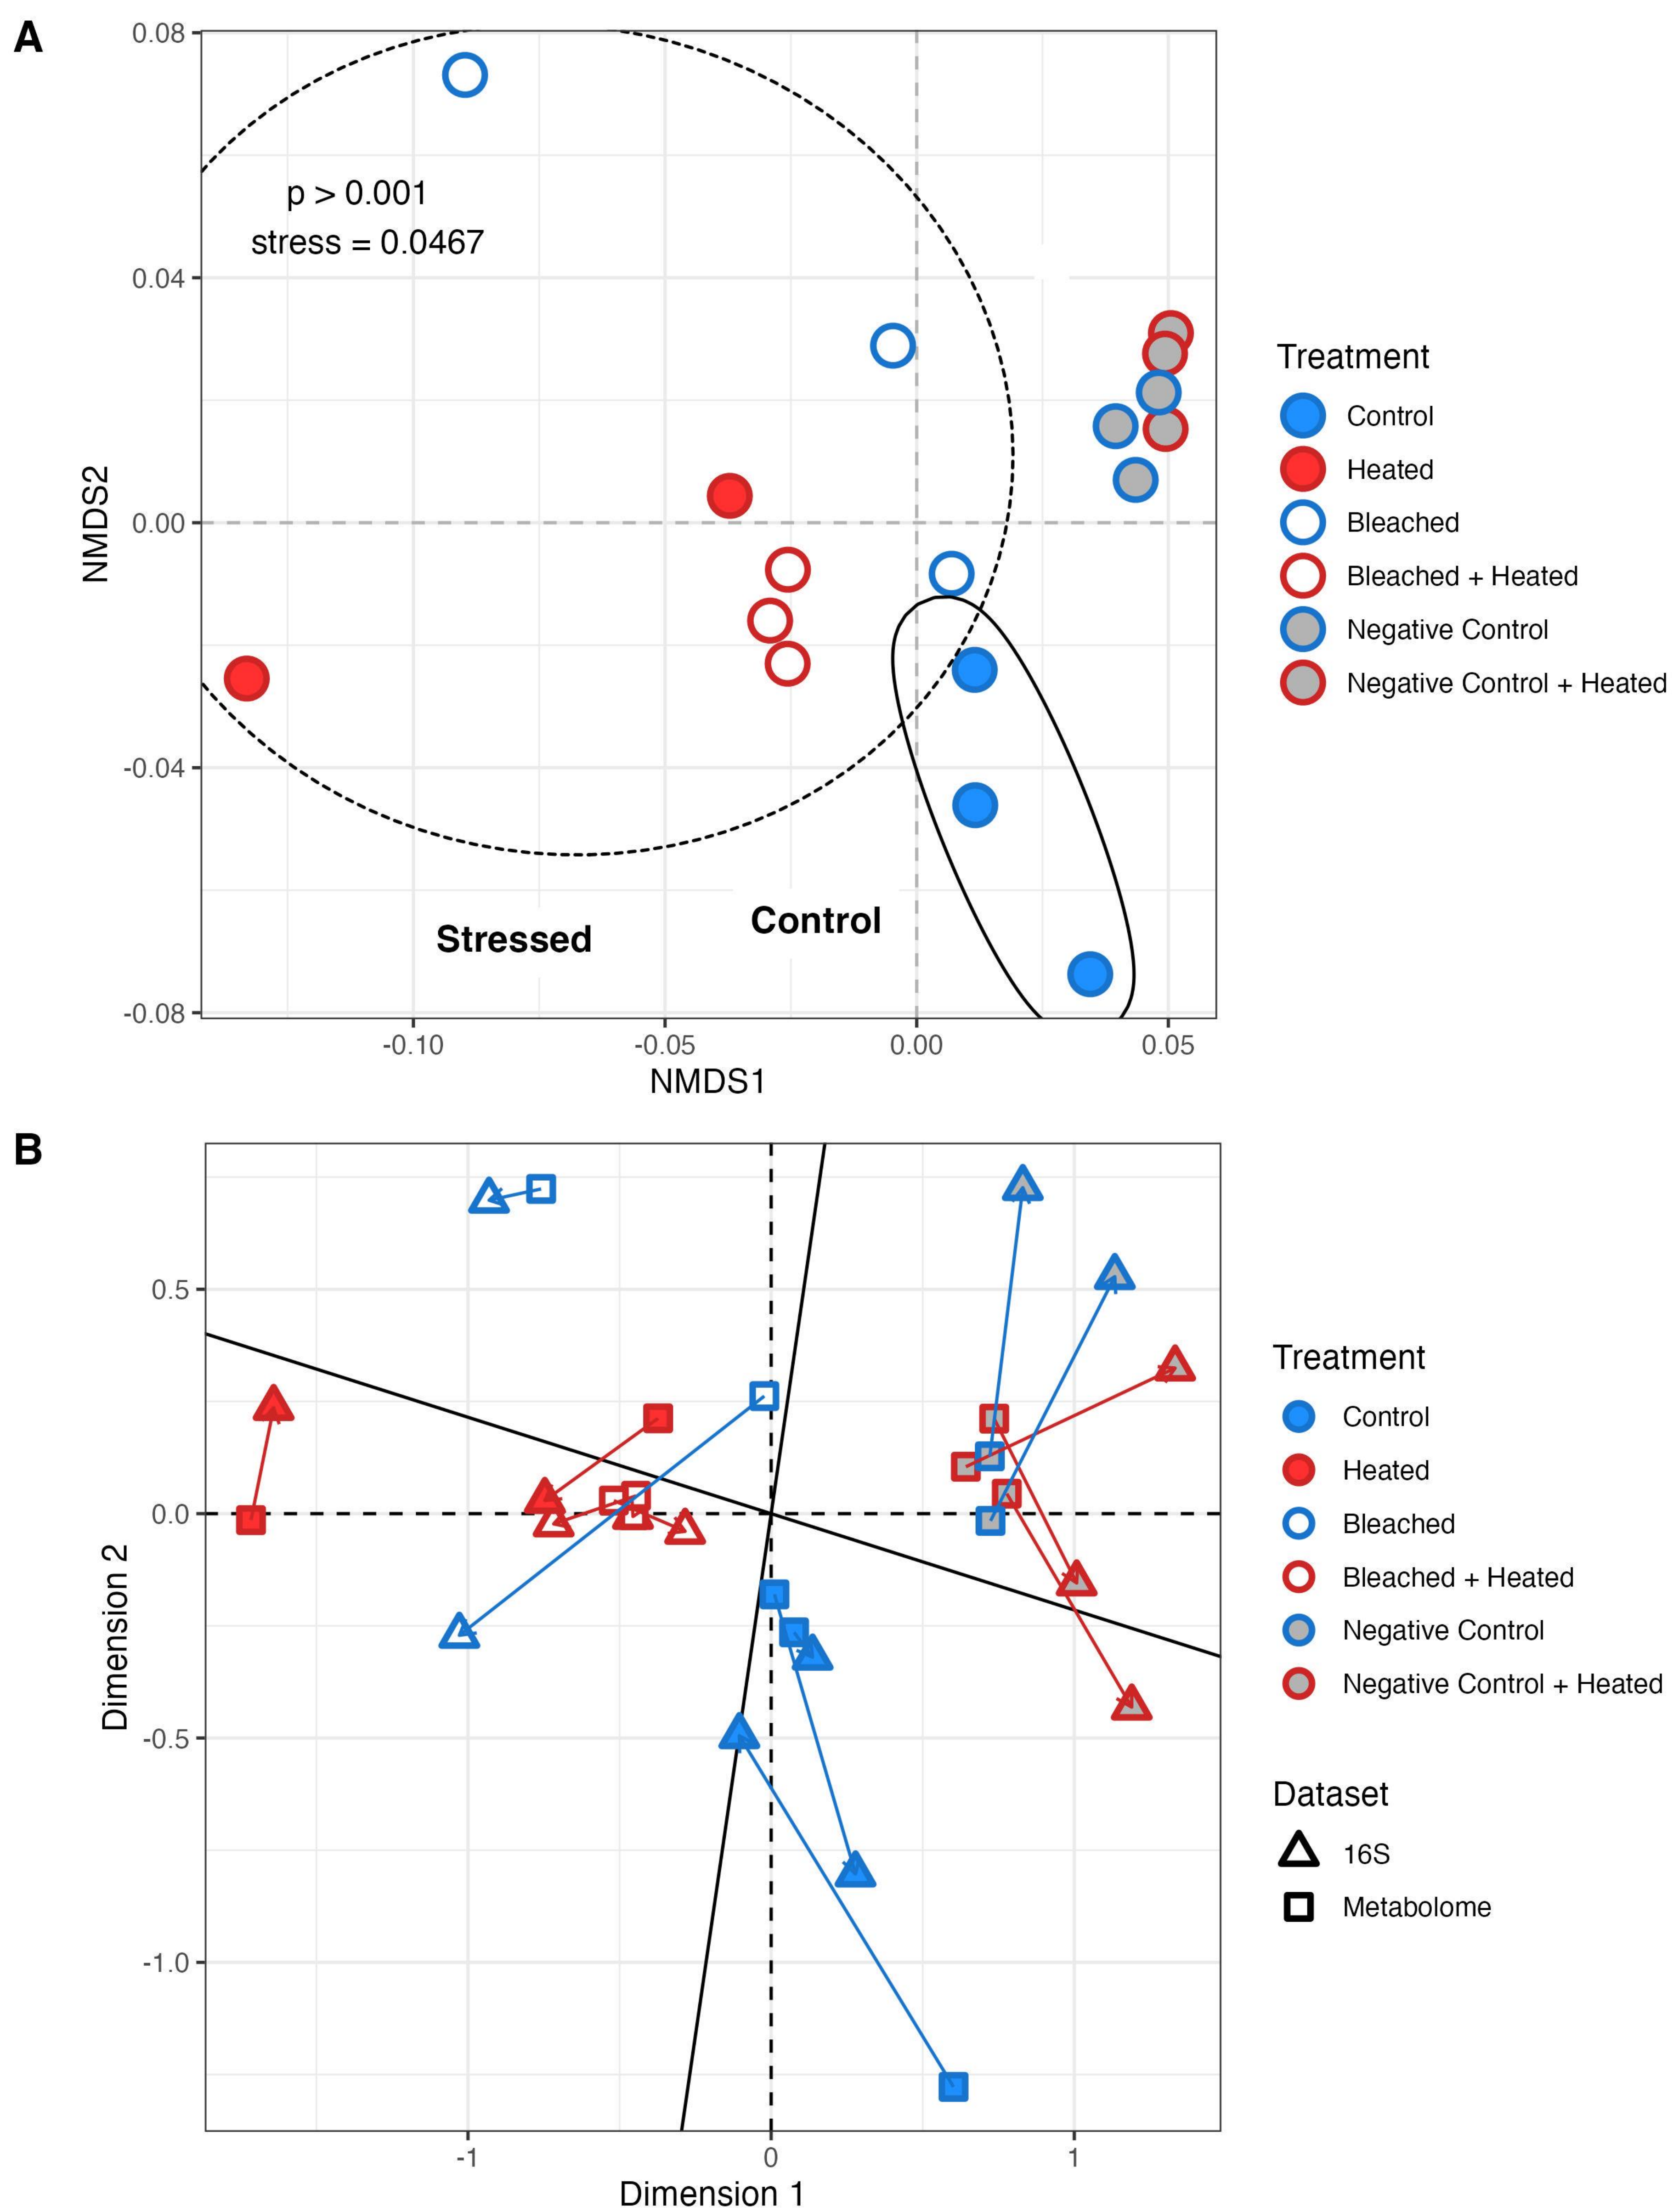 A
0.08
0.04
0.00
-0.04
-0.08
NMDS2
p > 0.001
stress = 0.0467
Stressed
Control
-0.10
-0.05
0.00
0.05
NMDS1
Treatment
Control
Heated
Bleached
Bleached + Heated
Negative Control
Negative Control + Heated
B
0.5
0.0
-0.5
-1.0
Dimension 2
-1
0
1
Dimension 1
Treatment
Control
Heated
Bleached
Bleached + Heated
Negative Control
Negative Control + Heated
Dataset
16S
Metabolome